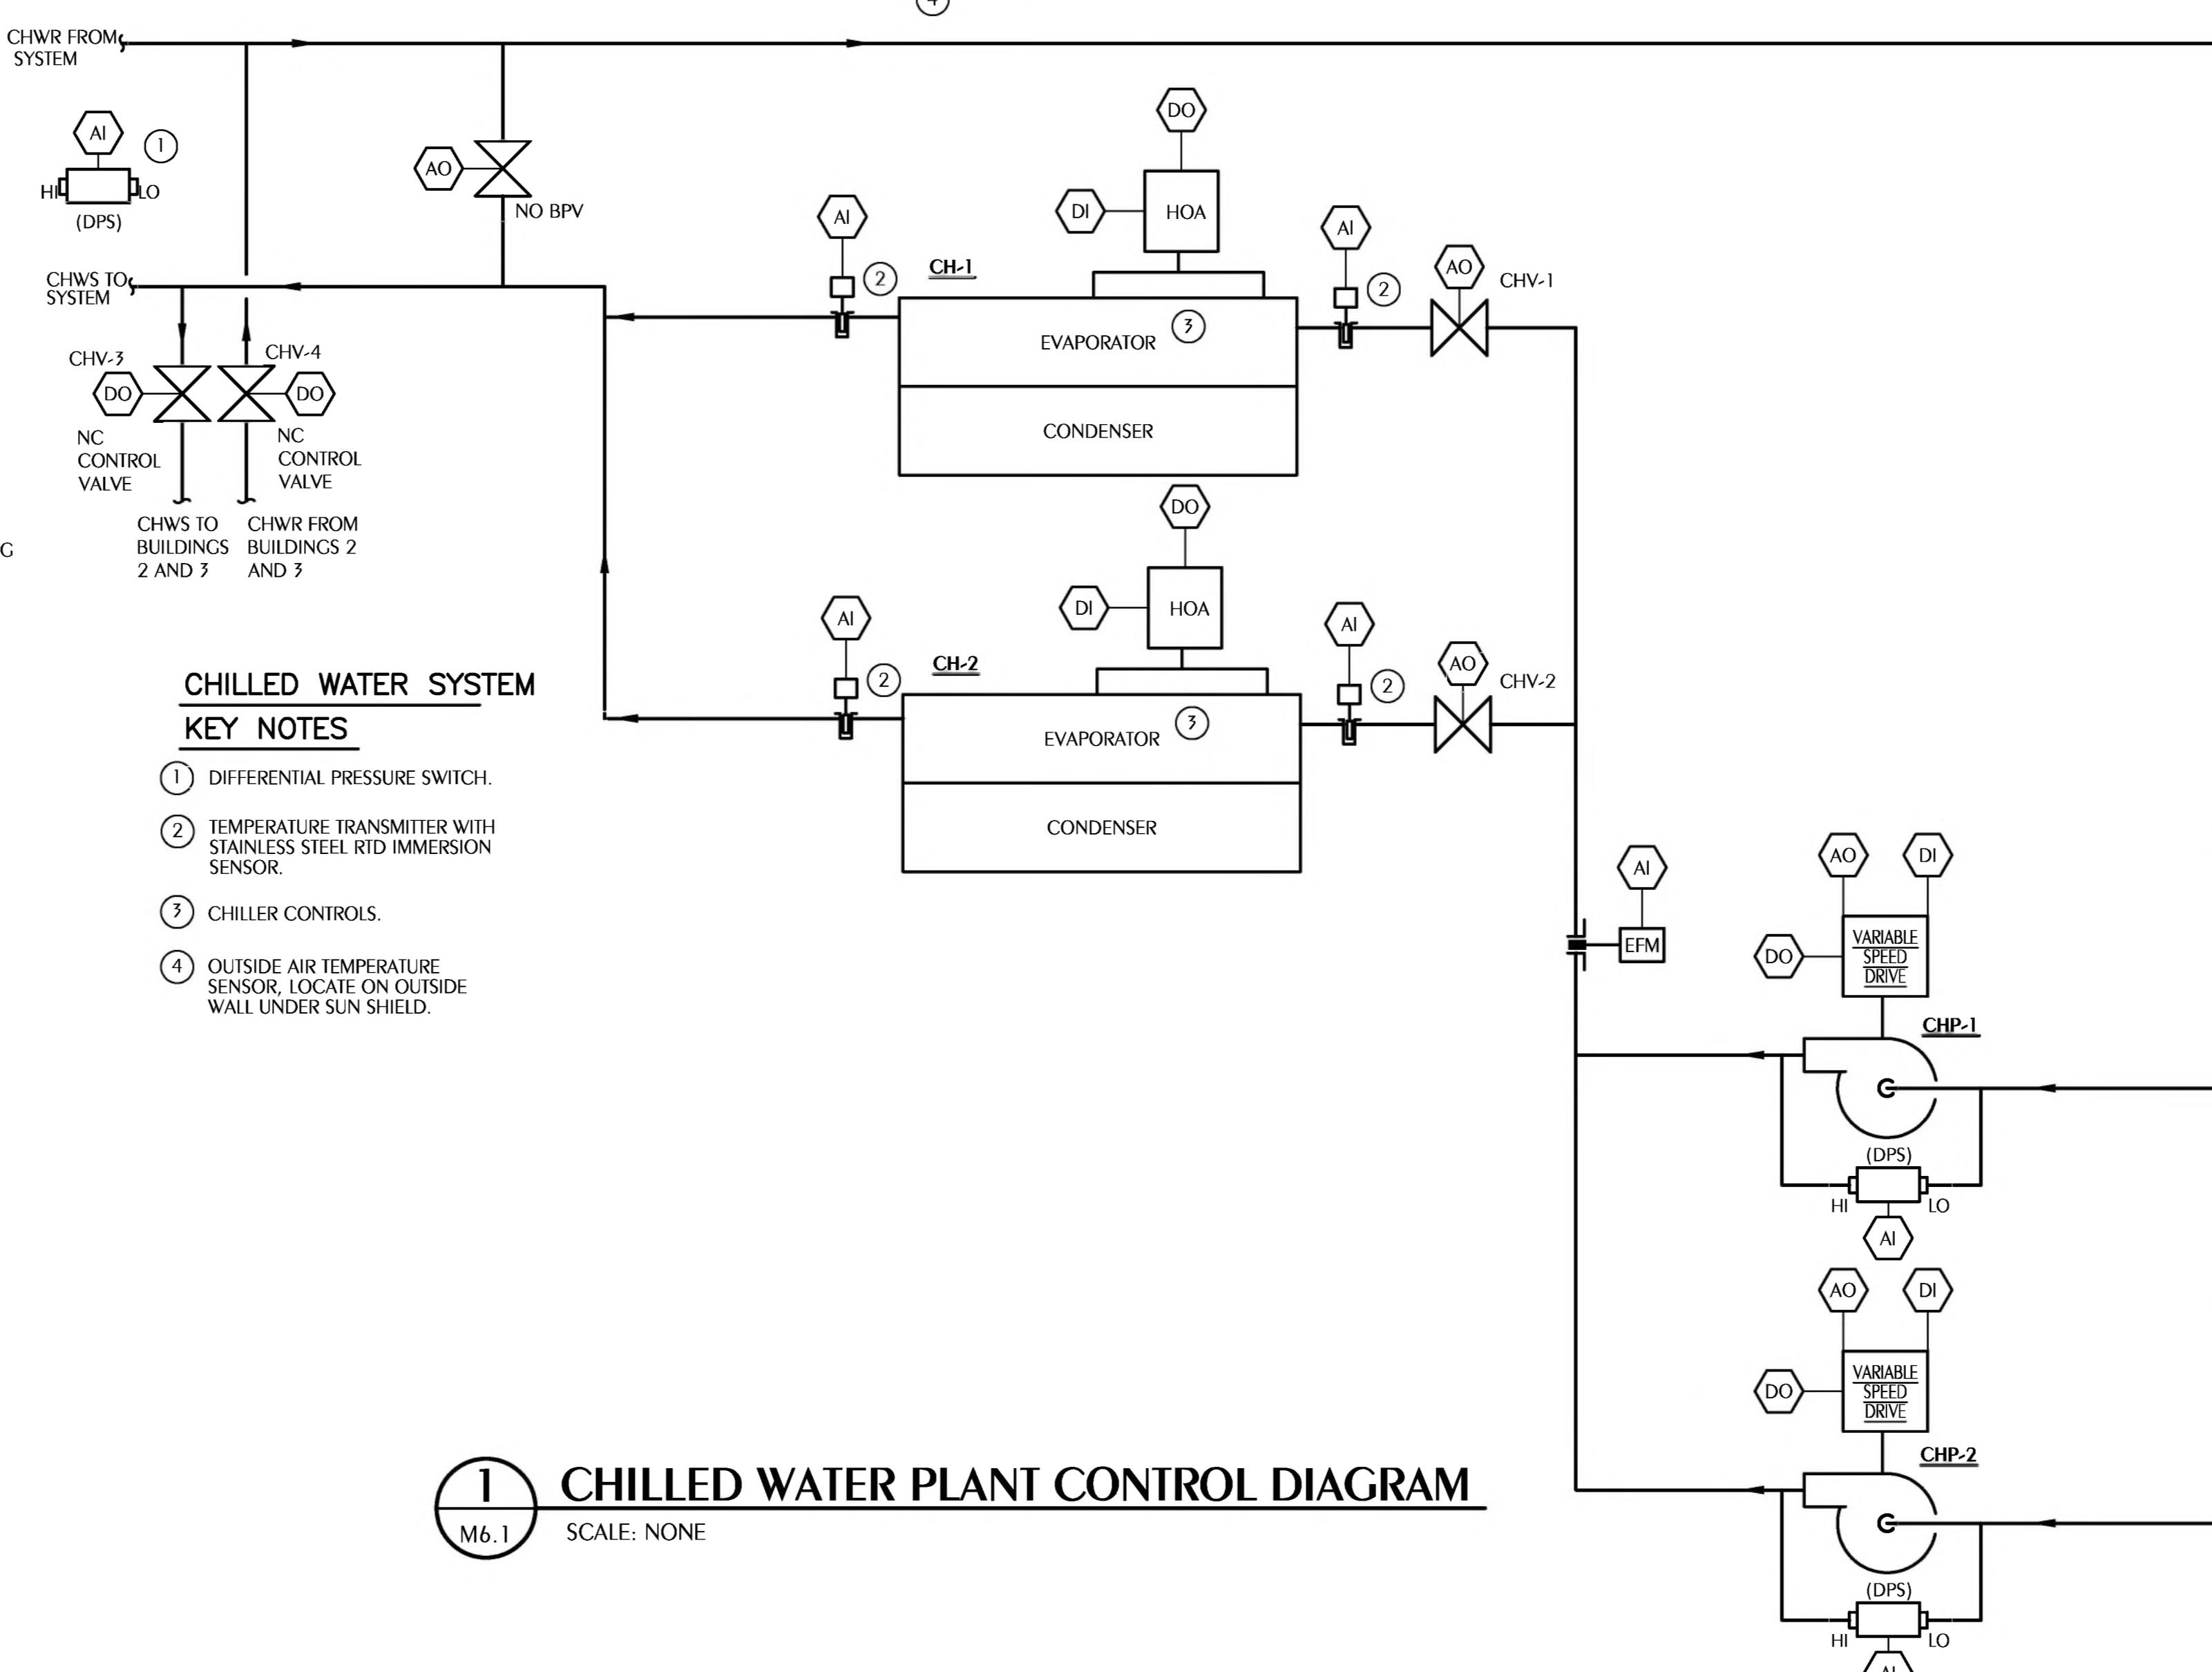 4
CHWR FROM
SYSTEM
AI
1
HI
LO
(DPS)
AO
NO BPV
CHWS TO
SYSTEM
CHV-3
DO
NC
CONTROL
VALVE
CHV-4
DO
NC
CONTROL
VALVE
CHWS TO
BUILDINGS
2 AND 3
CHWR FROM
BUILDINGS 2
AND 3
G
AI
2
CH-1
DO
DI
HOA
AI
2
AO
CHV-1
EVAPORATOR
3
CONDENSER
AI
2
CH-2
DO
DI
HOA
AI
2
AO
CHV-2
EVAPORATOR
3
CONDENSER
CHILLED WATER SYSTEM
KEY NOTES
1 DIFFERENTIAL PRESSURE SWITCH.
2 TEMPERATURE TRANSMITTER WITH
STAINLESS STEEL RTD IMMERSION
SENSOR.
3 CHILLER CONTROLS.
4 OUTSIDE AIR TEMPERATURE
SENSOR, LOCATE ON OUTSIDE
WALL UNDER SUN SHIELD.
AI
EFM
AO
DI
DO
VARIABLE
SPEED
DRIVE
CHP-1
(DPS)
HI
LO
AI
AO
DI
DO
VARIABLE
SPEED
DRIVE
CHP-2
(DPS)
HI
LO
AI
1
M6.1
CHILLED WATER PLANT CONTROL DIAGRAM
SCALE: NONE